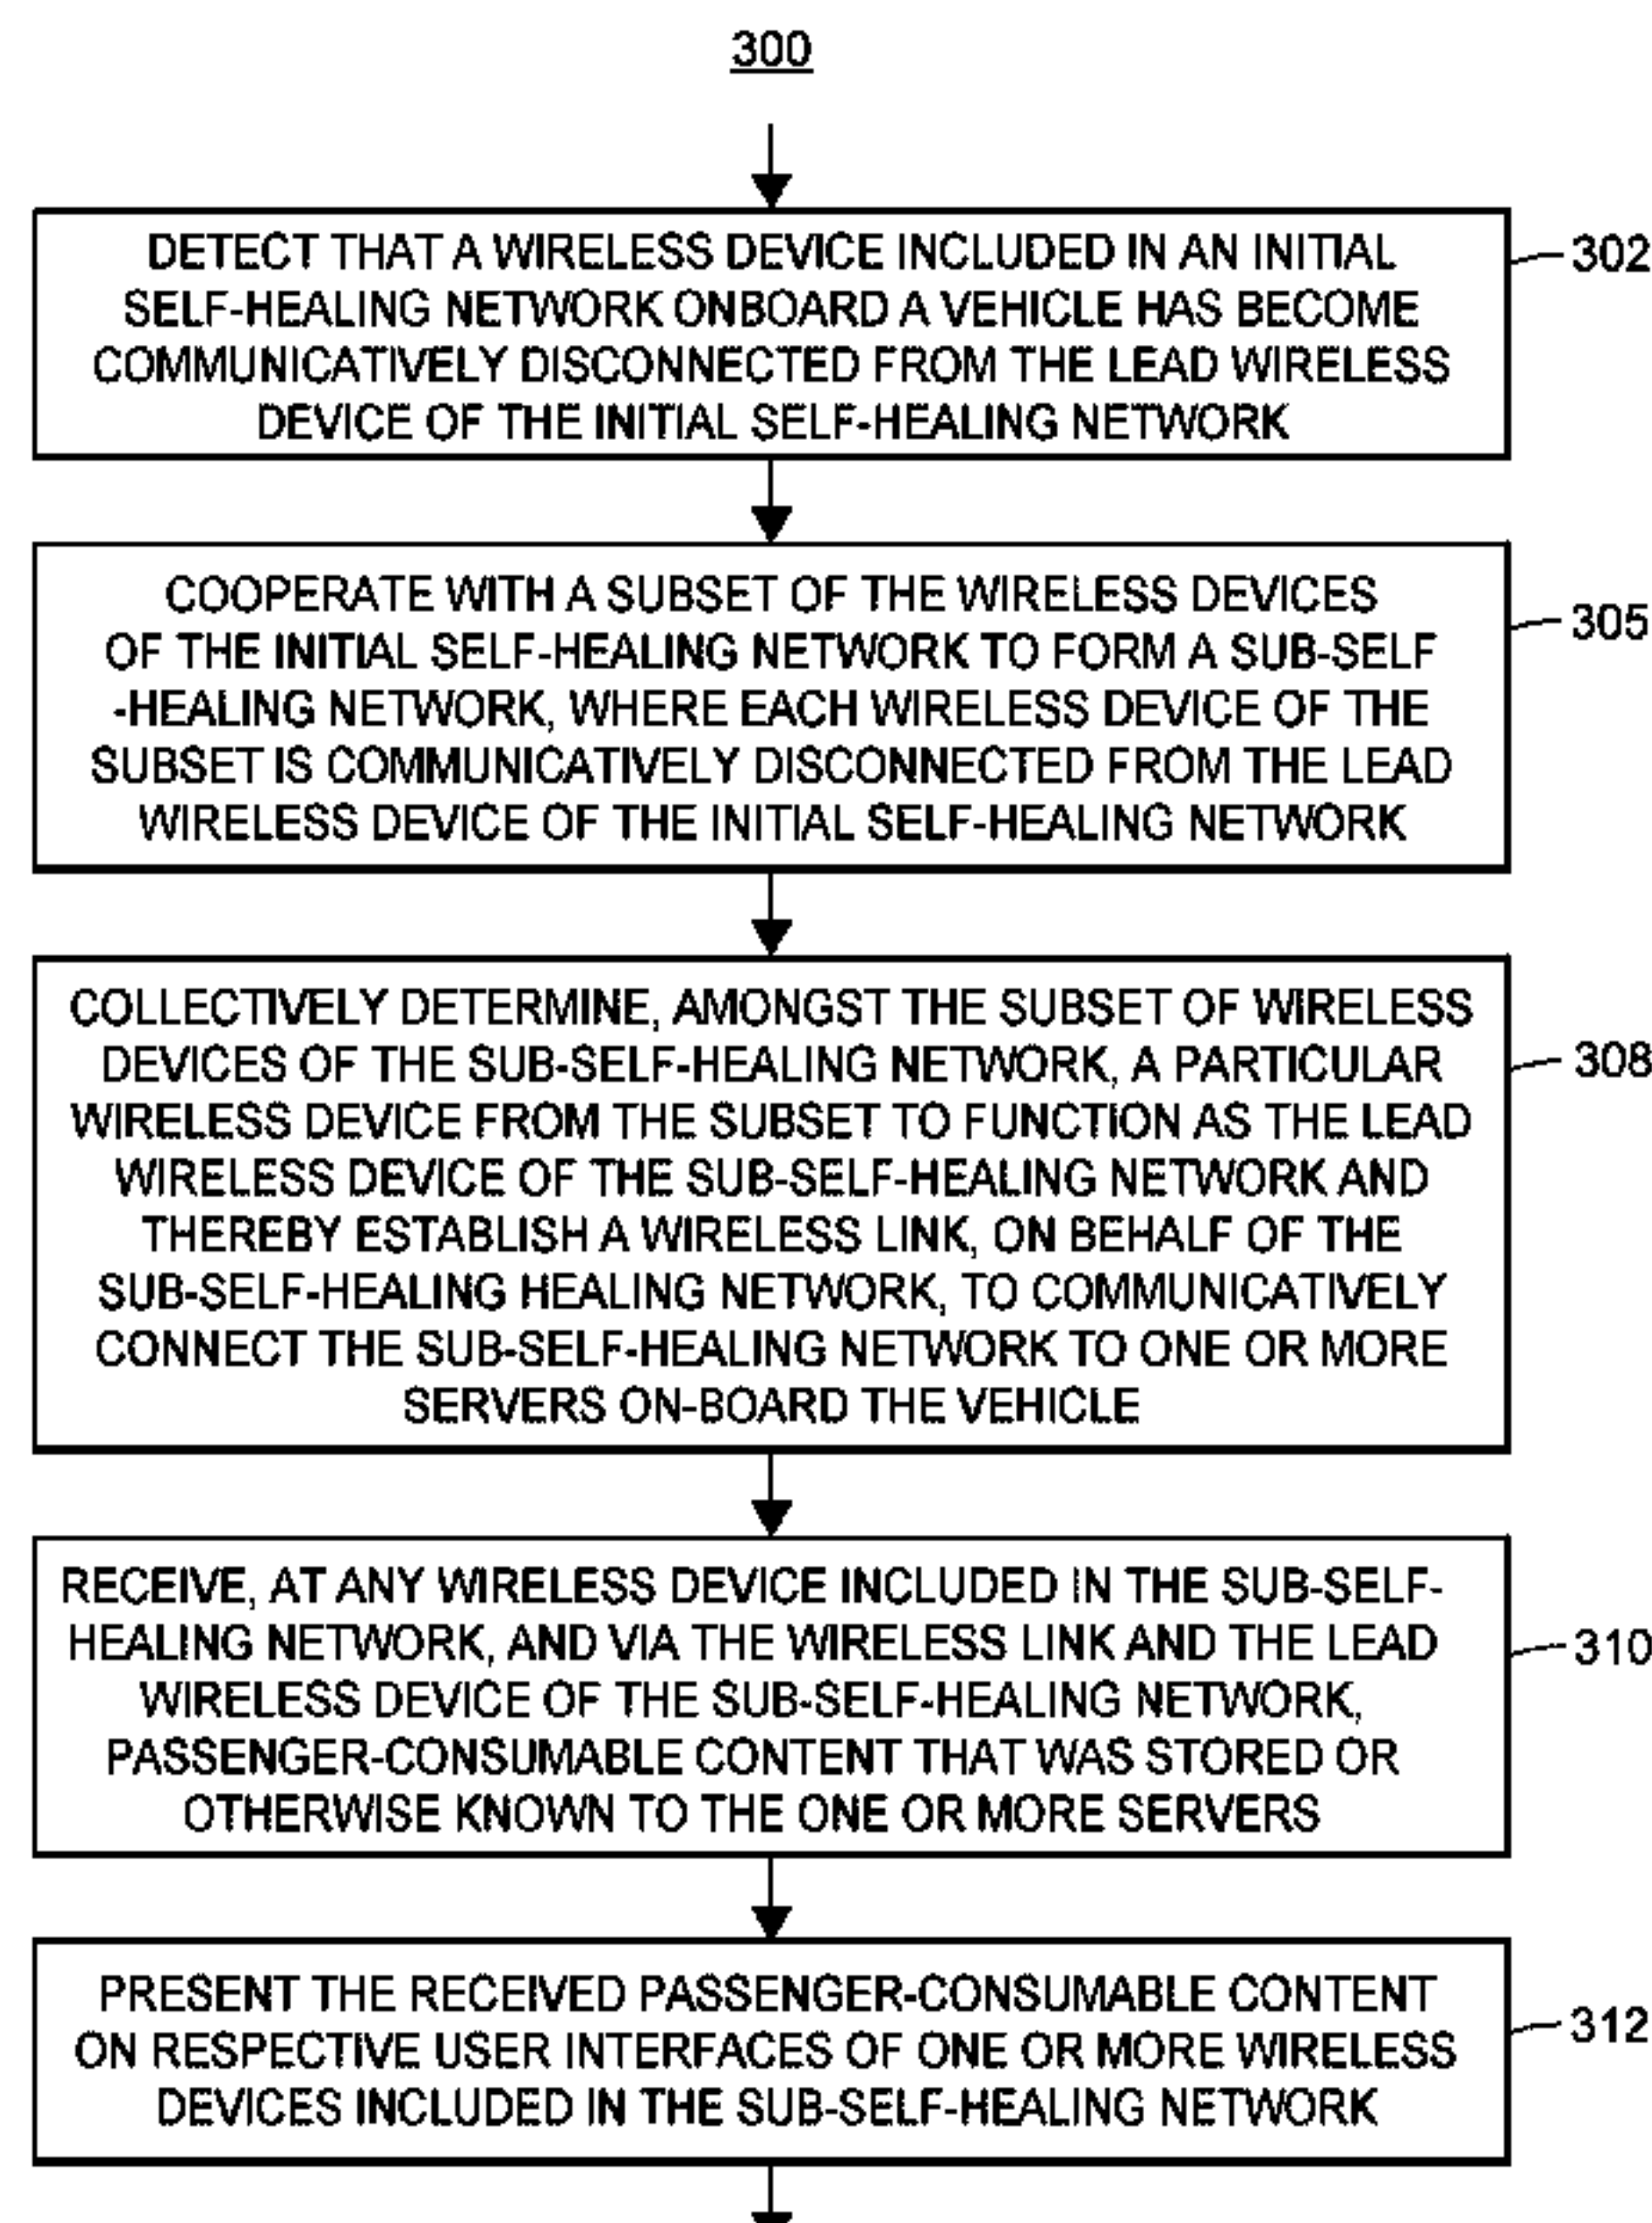 300
DETECT THAT A WIRELESS DEVICE INCLUDED IN AN INITIAL
SELF-HEALING NETWORK ONBOARD A VEHICLE HAS BECOME
COMMUNICATIVELY DISCONNECTED FROM THE LEAD WIRELESS
DEVICE OF THE INITIAL SELF-HEALING NETWORK
302
COOPERATE WITH A SUBSET OF THE WIRELESS DEVICES
OF THE INITIAL SELF-HEALING NETWORK TO FORM A SUB-SELF
-HEALING NETWORK, WHERE EACH WIRELESS DEVICE OF THE
SUBSET IS COMMUNICATIVELY DISCONNECTED FROM THE LEAD
WIRELESS DEVICE OF THE INITIAL SELF-HEALING NETWORK
305
COLLECTIVELY DETERMINE, AMONGST THE SUBSET OF WIRELESS
DEVICES OF THE SUB-SELF-HEALING NETWORK, A PARTICULAR
WIRELESS DEVICE FROM THE SUBSET TO FUNCTION AS THE LEAD
WIRELESS DEVICE OF THE SUB-SELF-HEALING NETWORK AND
THEREBY ESTABLISH A WIRELESS LINK, ON BEHALF OF THE
SUB-SELF-HEALING HEALING NETWORK, TO COMMUNICATIVELY
CONNECT THE SUB-SELF-HEALING NETWORK TO ONE OR MORE
SERVERS ON-BOARD THE VEHICLE
308
RECEIVE, AT ANY WIRELESS DEVICE INCLUDED IN THE SUB-SELF-
HEALING NETWORK, AND VIA THE WIRELESS LINK AND THE LEAD
WIRELESS DEVICE OF THE SUB-SELF-HEALING NETWORK,
PASSENGER-CONSUMABLE CONTENT THAT WAS STORED OR
OTHERWISE KNOWN TO THE ONE OR MORE SERVERS
310
PRESENT THE RECEIVED PASSENGER-CONSUMABLE CONTENT
ON RESPECTIVE USER INTERFACES OF ONE OR MORE WIRELESS
DEVICES INCLUDED IN THE SUB-SELF-HEALING NETWORK
312